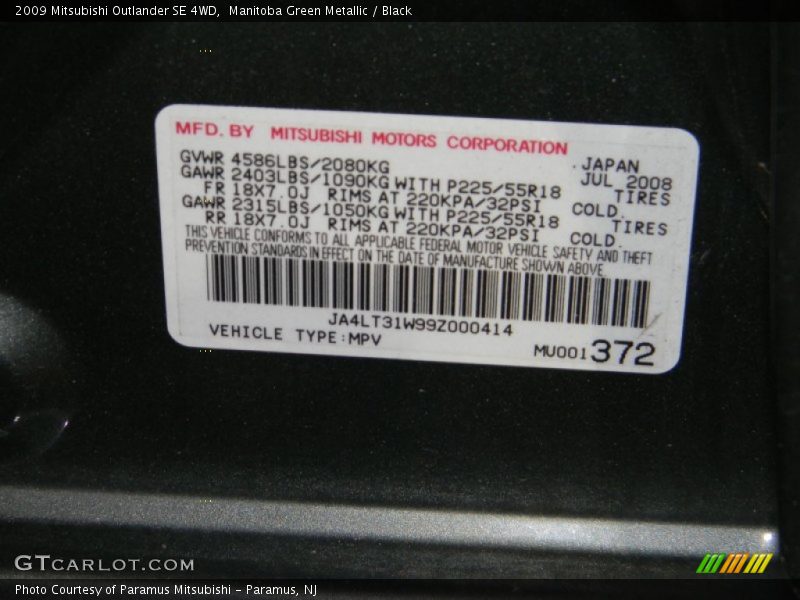 2009 Mitsubishi Outlander SE 4WD,  Manitoba Green Metallic / Black
MFD. BY MITSUBISHI MOTORS CORPORATION
GVWR 4586LBS/2080KG JAPAN
GAWR 2403LBS/1090KG WITH P225/55R18 JUL 2008
FR 18X7.0J RIMS AT 220KPA/32PSI TIRES COLD.
GAWR 2315LBS/1050KG WITH P225/55R18 TIRES
RR 18X7.0J RIMS AT 220KPA/32PSI COLD.
THIS VEHICLE CONFORMS TO ALL APPLICABLE FEDERAL MOTOR VEHICLE SAFETY AND THEFT
PREVENTION STANDARDS IN EFFECT ON THE DATE OF MANUFACTURE SHOWN ABOVE.
JA4LT31W99Z000414
VEHICLE TYPE:MPV
MU001372
GTCARLOT.COM
Photo Courtesy of Paramus Mitsubishi - Paramus, NJ